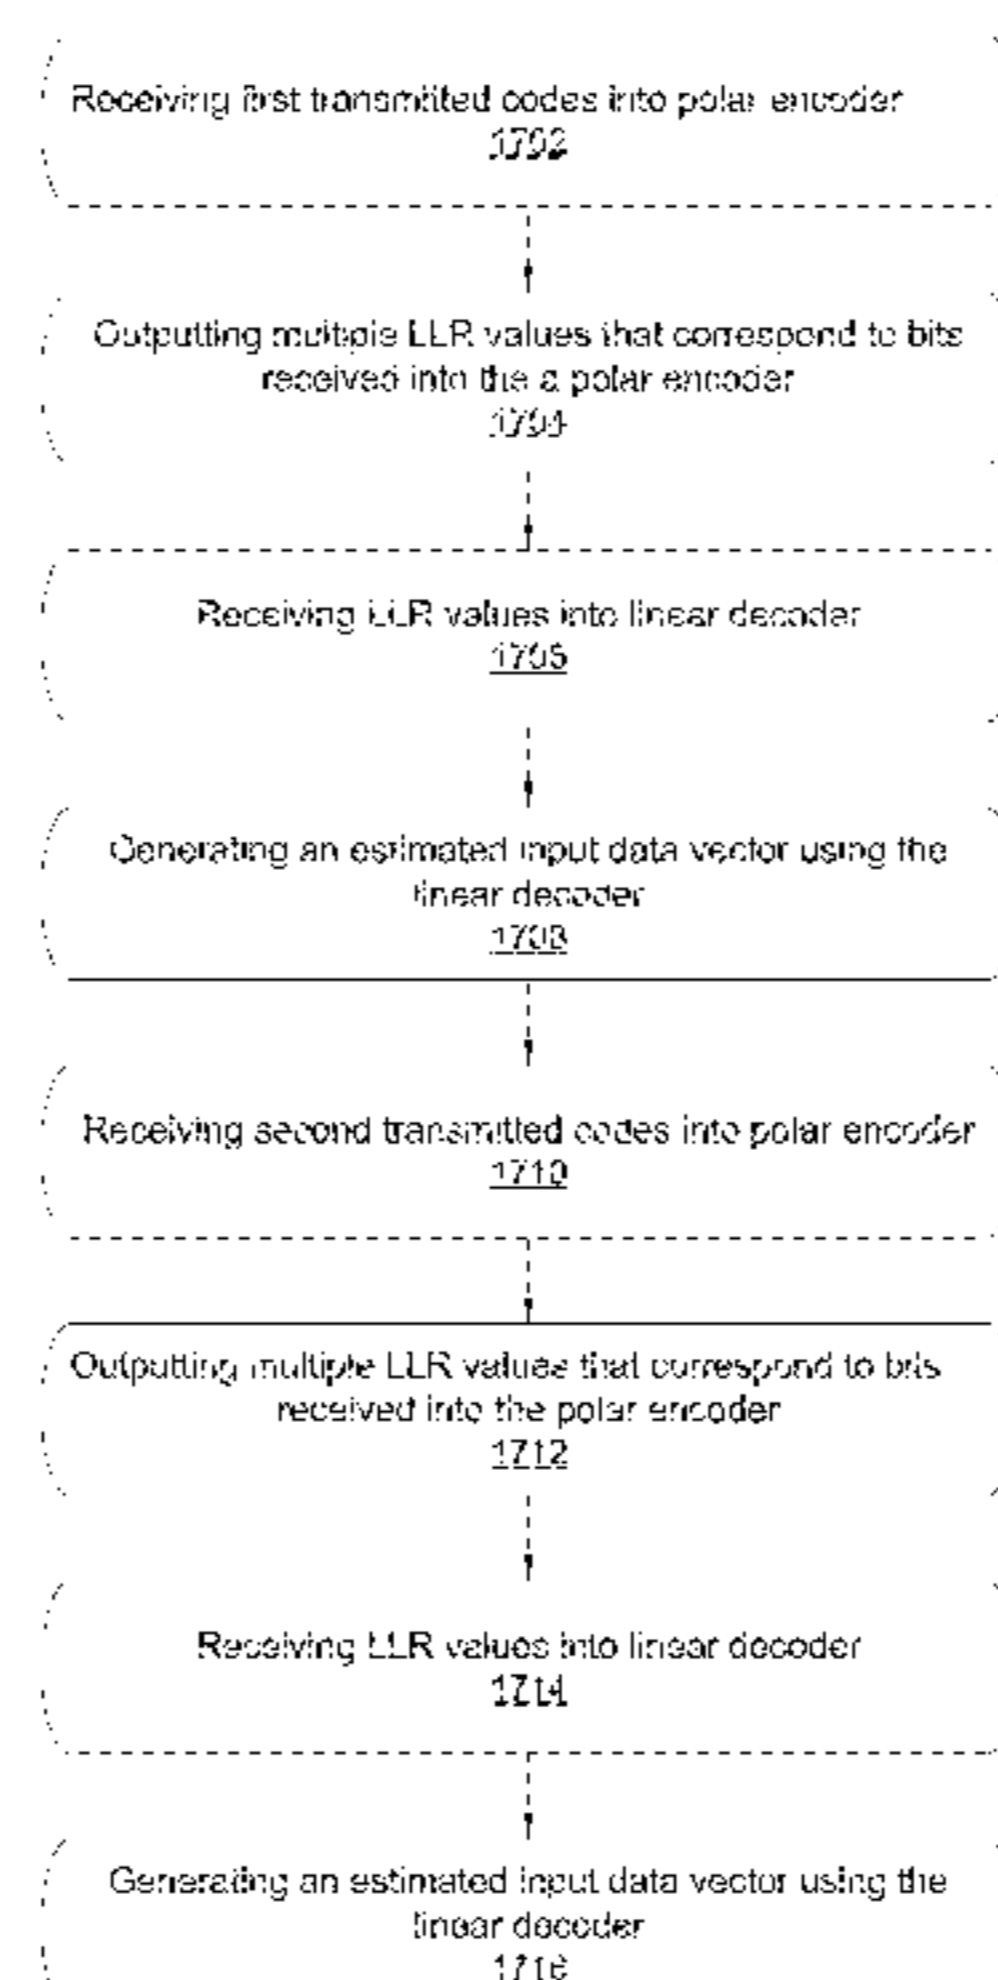 Receiving first transmitted codes into polar encoder
1702
Outputting multiple LLR values that correspond to bits
received into the a polar encoder
1704
Receiving LLR values into linear decoder
1706
Generating an estimated input data vector using the
linear decoder
1708
Receiving second transmitted codes into polar encoder
1710
Outputting multiple LLR values that correspond to bits
received into the polar encoder
1712
Receiving LLR values into linear decoder
1714
Generating an estimated input data vector using the
linear decoder
1716